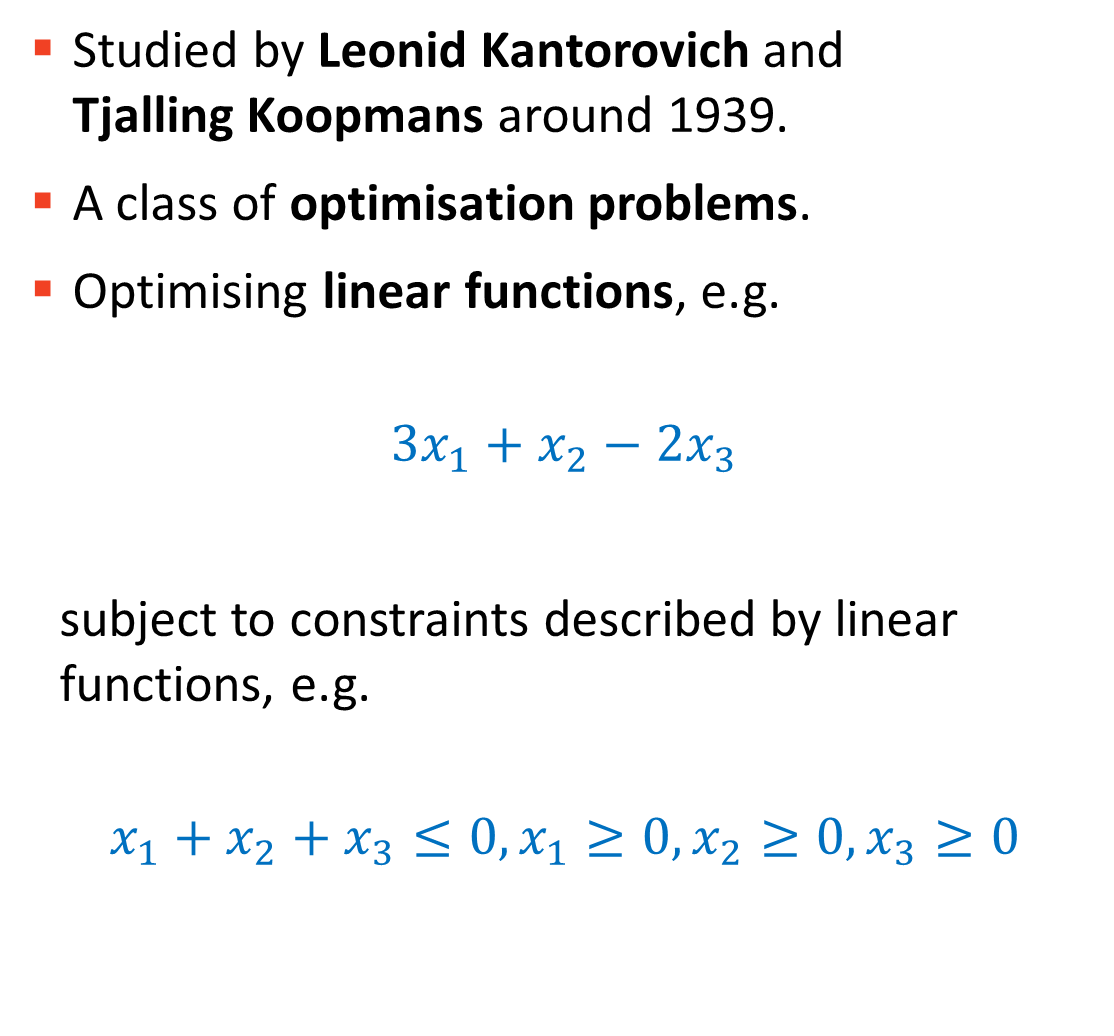 ▪ Studied by Leonid Kantorovich and
Tjalling Koopmans around 1939.
▪ A class of optimisation problems.
▪ Optimising linear functions, e.g.
3x₁ + x₂ − 2x₃
subject to constraints described by linear
functions, e.g.
x₁ + x₂ + x₃ ≤ 0, x₁ ≥ 0, x₂ ≥ 0, x₃ ≥ 0